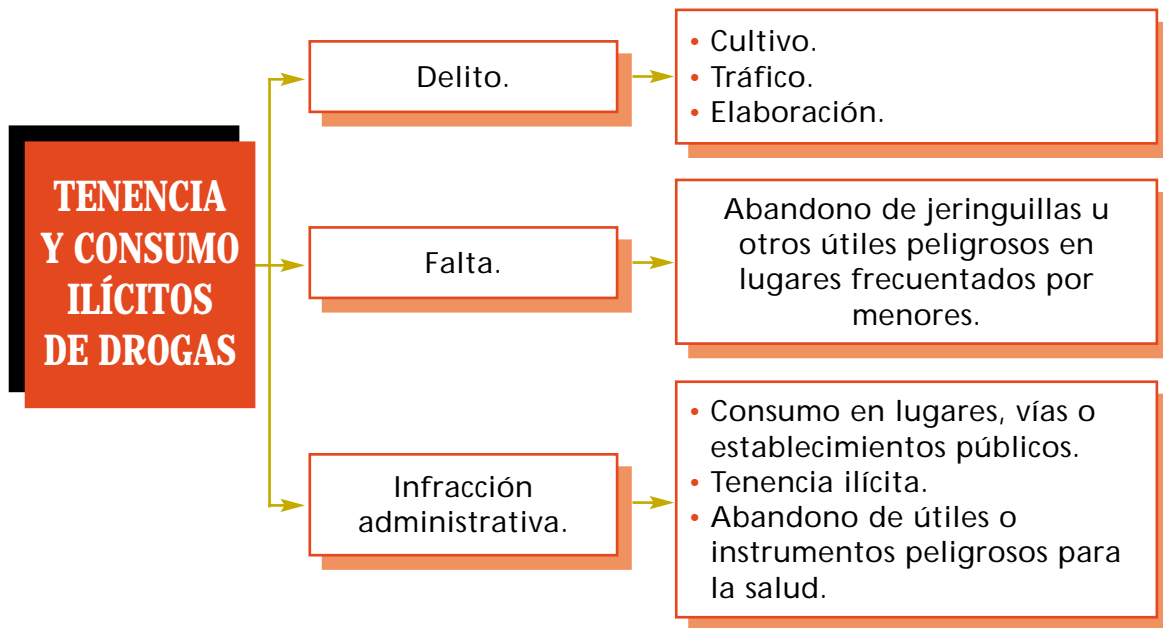 TENENCIA
Y CONSUMO
ILÍCITOS
DE DROGAS
Delito.
• Cultivo.
• Tráfico.
• Elaboración.
Falta.
Abandono de jeringuillas u
otros útiles peligrosos en
lugares frecuentados por
menores.
Infracción
administrativa.
• Consumo en lugares, vías o
establecimientos públicos.
• Tenencia ilícita.
• Abandono de útiles o
instrumentos peligrosos para
la salud.